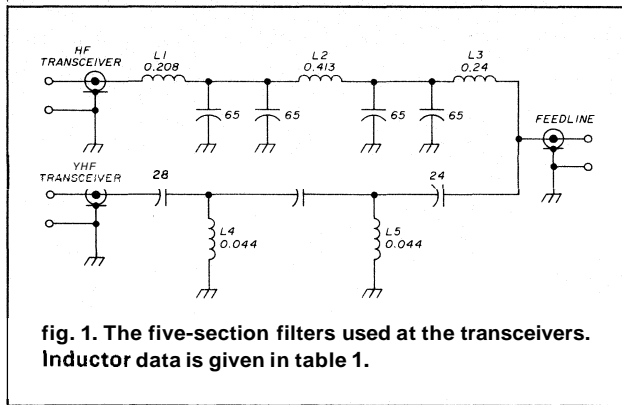 HF
TRANSCEIVER
L1
0.208
L2
0.413
L3
0.24
65
65
65
65
FEEDLINE
YHF
TRANSCEIVER
28
24
L4
0.044
L5
0.044
fig. 1. The five-section filters used at the transceivers.
Inductor data is given in table 1.